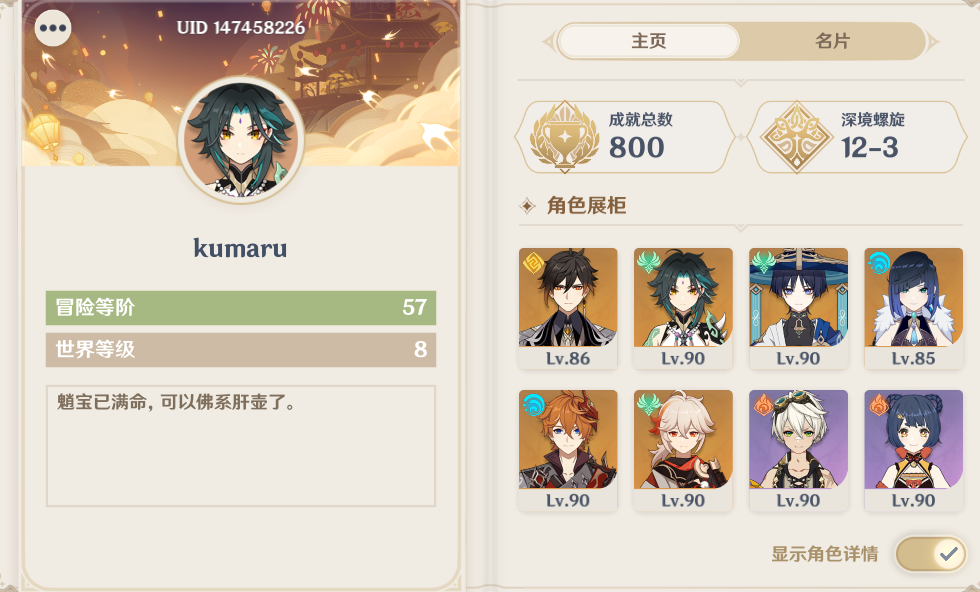 UID 147458226
kumaru
冒险等阶 57
世界等级 8
魈宝已满命，可以佛系肝壶了。
主页 名片
成就总数 800
深境螺旋 12-3
角色展柜
Lv.86 Lv.90 Lv.90 Lv.85
Lv.90 Lv.90 Lv.90 Lv.90
显示角色详情